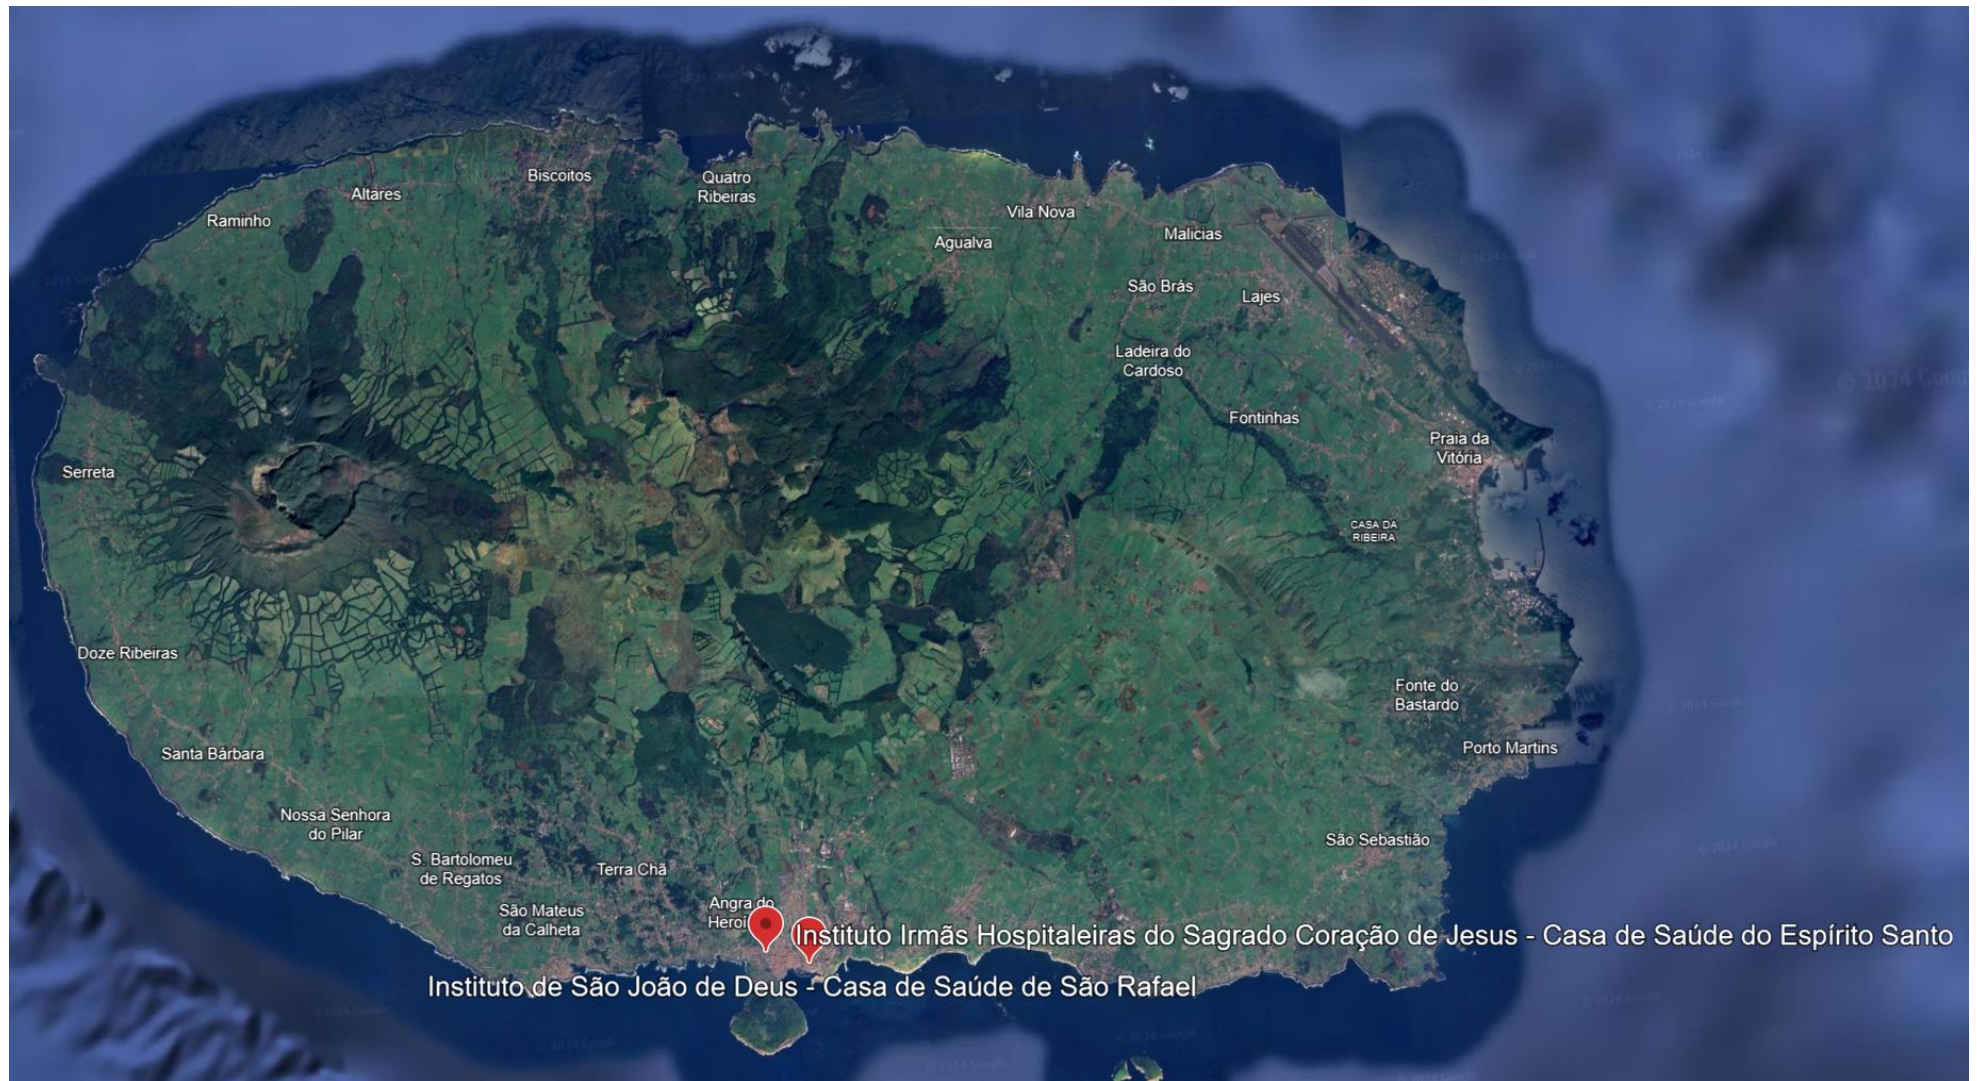 Biscoitos
Quatro
Ribeiras
Altares
Raminho
Vila Nova
Malicias
Agualva
São Brás
Lajes
Ladeira do
Cardoso
Fontinhas
Praia da
Vitória
Serreta
CASA DA
RIBEIRA
Doze Ribeiras
Fonte do
Bastardo
Santa Bárbara
Porto Martins
Nossa Senhora
do Pilar
São Sebastião
S. Bartolomeu
de Regatos
Terra Chã
São Mateus
da Calheta
Angra do
Instituto Irmãs Hospitaleiras do Sagrado Coração de Jesus - Casa de Saúde do Espírito Santo
Instituto de São João de Deus - Casa de Saúde de São Rafael
© 2024 Google